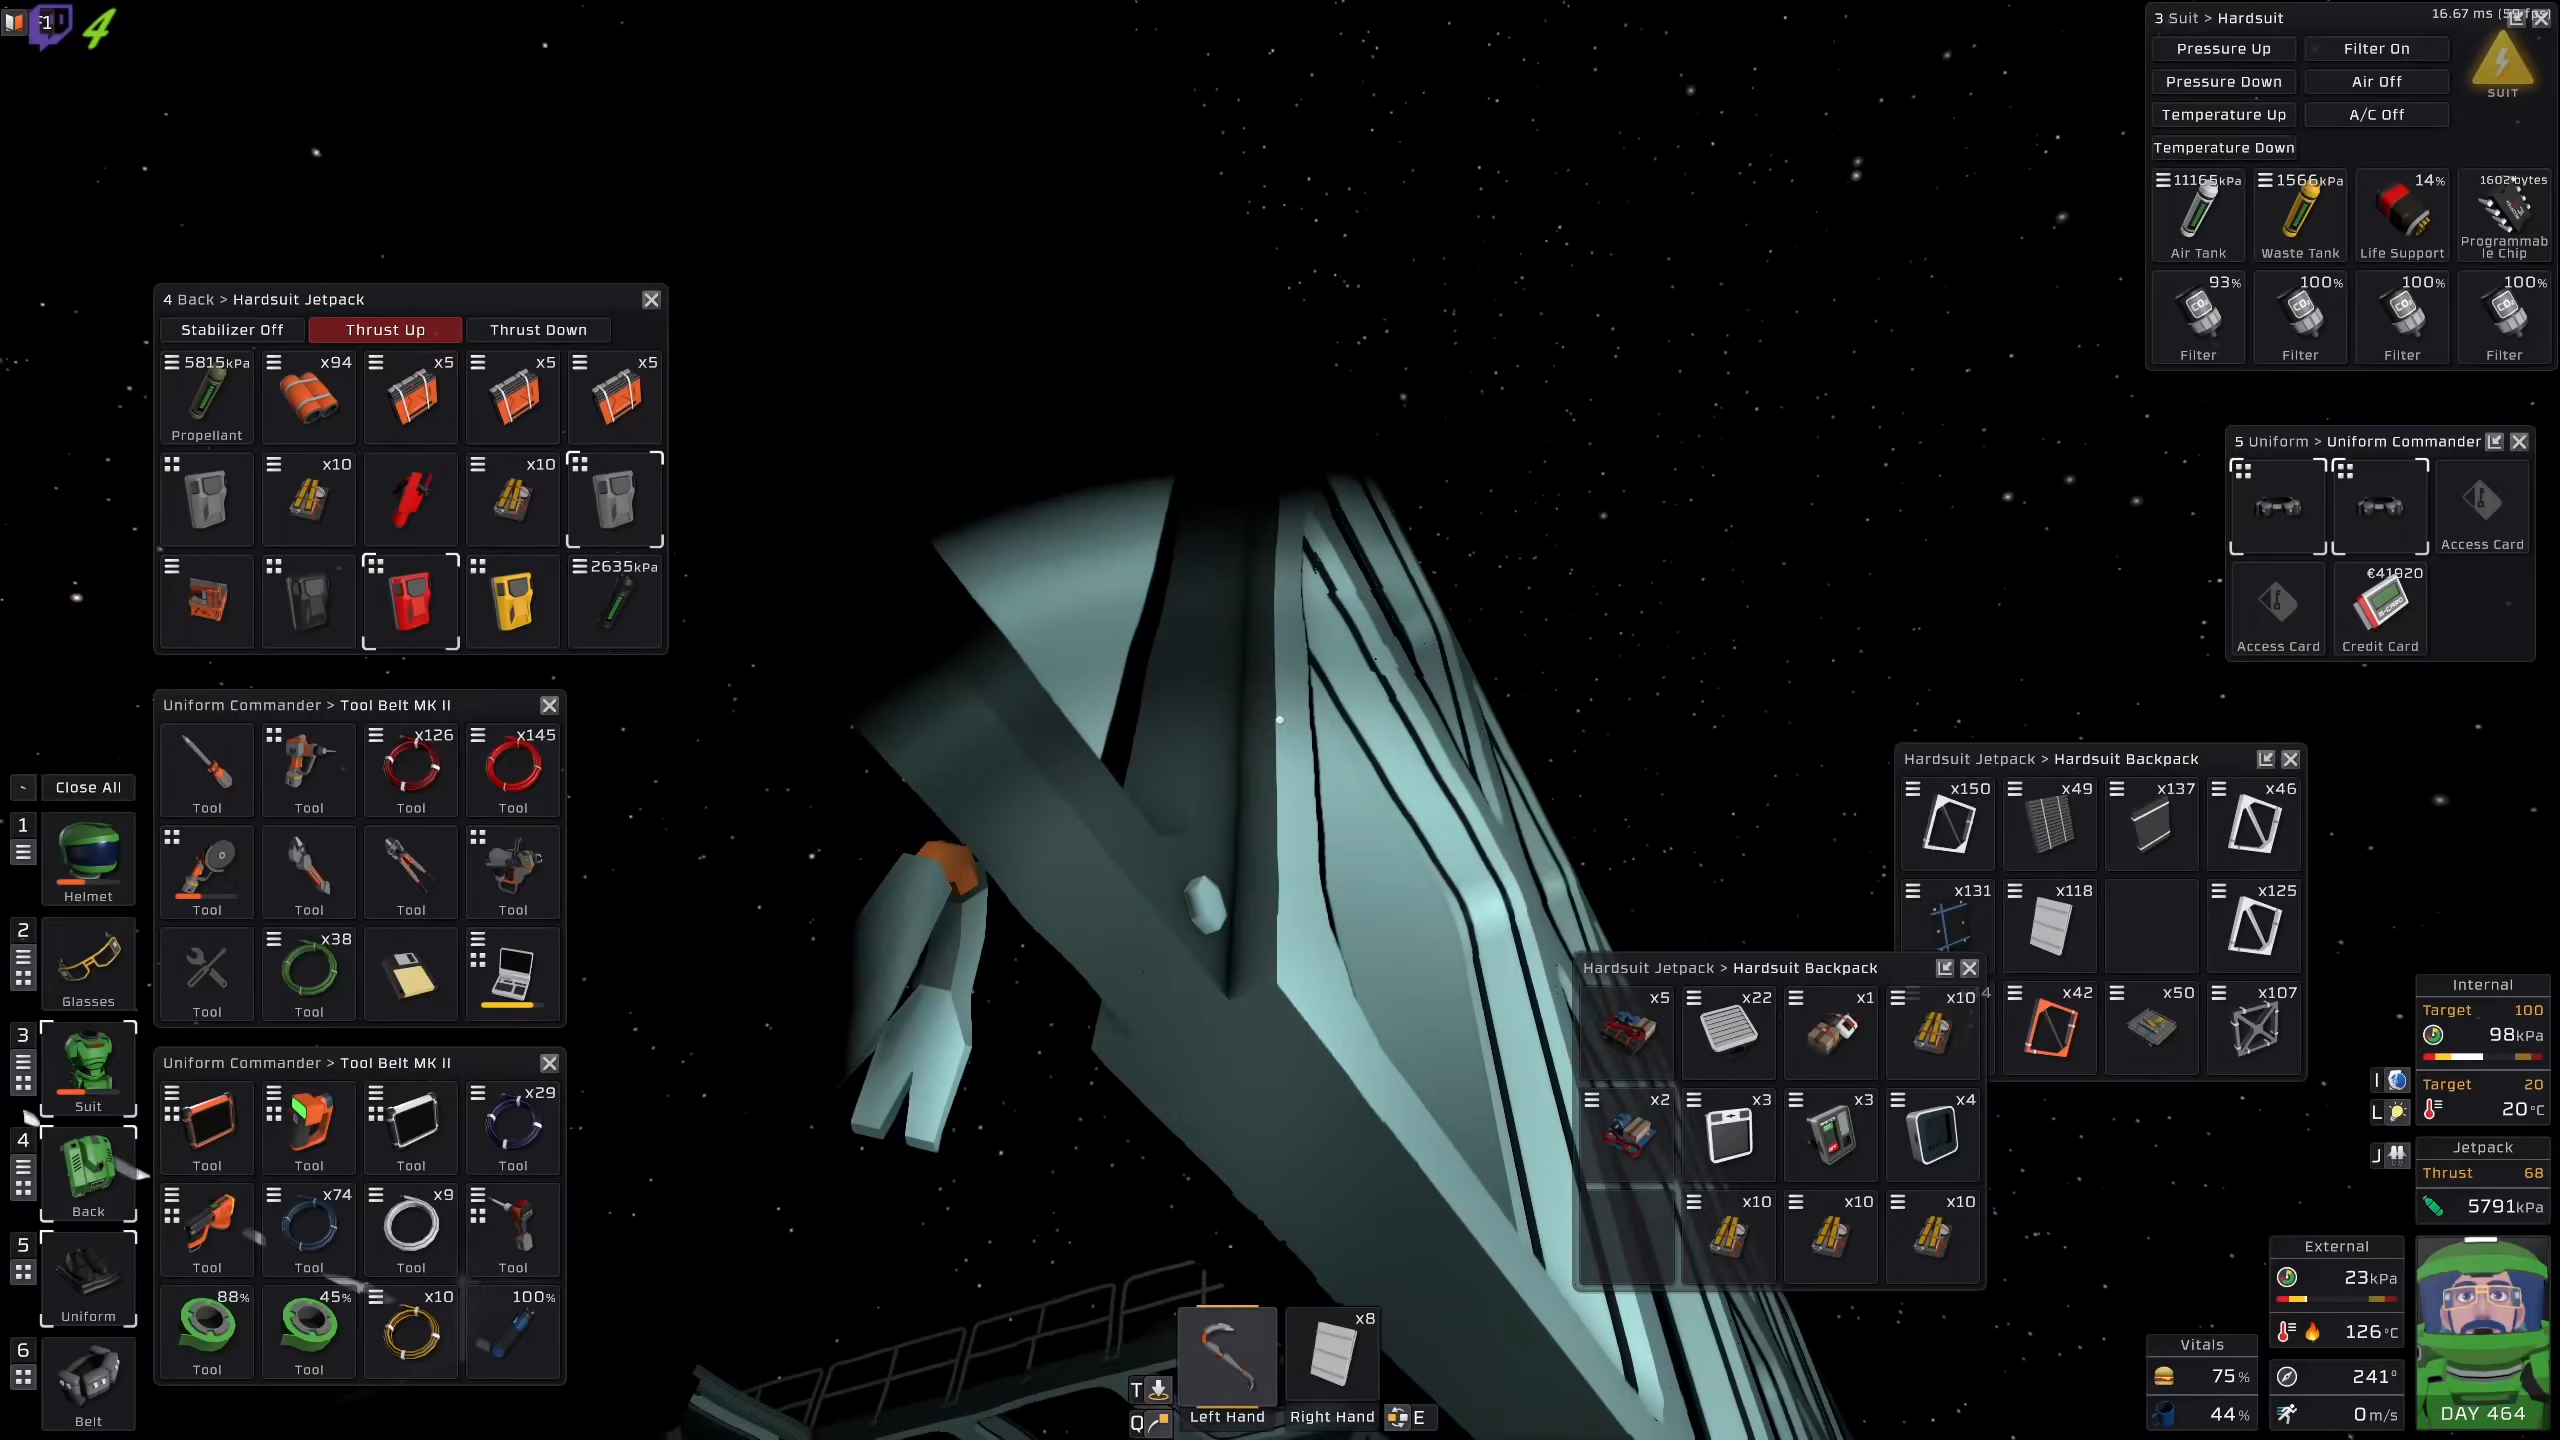 F1
4
3 Suit > Hardsuit
16.67 ms
Pressure Up
Filter On
Pressure Down
Air Off
SUIT
Temperature Up
A/C Off
Temperature Down
11165kPa
1566kPa
14%
1602 bytes
Air Tank
Waste Tank
Life Support
Programmab
le Chip
93%
100%
100%
100%
Filter
Filter
Filter
Filter
4 Back > Hardsuit Jetpack
Stabilizer Off
Thrust Up
Thrust Down
5815kPa
x94
x5
x5
x5
Propellant
x10
x10
2635kPa
5 Uniform > Uniform Commander
Access Card
€41920
Access Card
Credit Card
Uniform Commander > Tool Belt MK II
x126
x145
Tool
Tool
Tool
Tool
Tool
Tool
Tool
Tool
x38
Tool
Tool
~
Close All
1
Helmet
2
Glasses
3
Suit
4
Back
5
Uniform
6
Belt
Uniform Commander > Tool Belt MK II
x29
Tool
Tool
Tool
Tool
x74
x9
Tool
Tool
Tool
Tool
88%
45%
x10
100%
Tool
Tool
Tool
Hardsuit Jetpack > Hardsuit Backpack
x150
x49
x137
x46
x131
x118
x125
4
x42
x50
x107
Hardsuit Jetpack > Hardsuit Backpack
x5
x22
x1
x10
x2
x3
x3
x4
x10
x10
x10
Internal
Target 100
98kPa
Target 20
20°C
I
L
J
Jetpack
Thrust 68
5791kPa
External
23kPa
126°C
241°
0m/s
Vitals
75%
44%
DAY 464
x8
T
Q
Left Hand
Right Hand
E